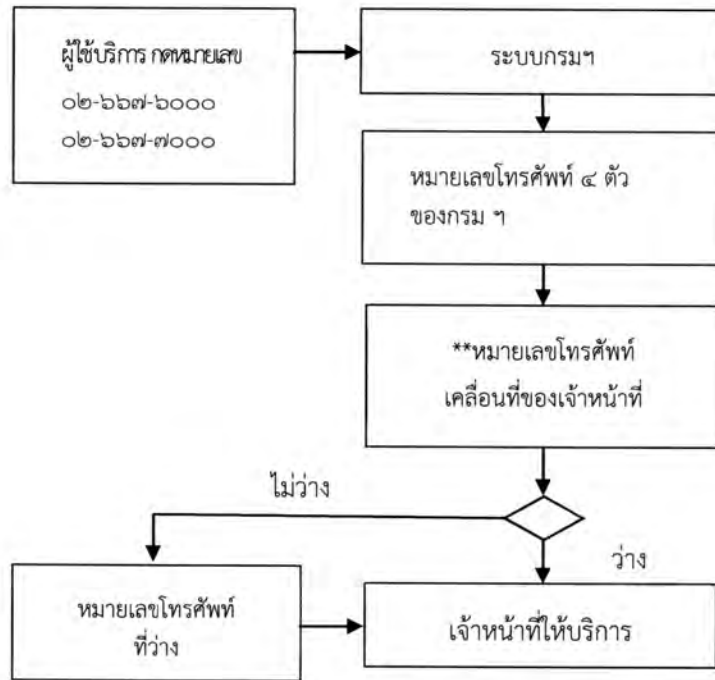 ผู้ใช้บริการ กดหมายเลข
๐๒-๖๖๗-๖๐๐๐
๐๒-๖๖๗-๗๐๐๐
ระบบกรมฯ
หมายเลขโทรศัพท์ ๔ ตัว
ของกรม ฯ
**หมายเลขโทรศัพท์
เคลื่อนที่ของเจ้าหน้าที่
ไม่ว่าง
ว่าง
หมายเลขโทรศัพท์
ที่ว่าง
เจ้าหน้าที่ให้บริการ